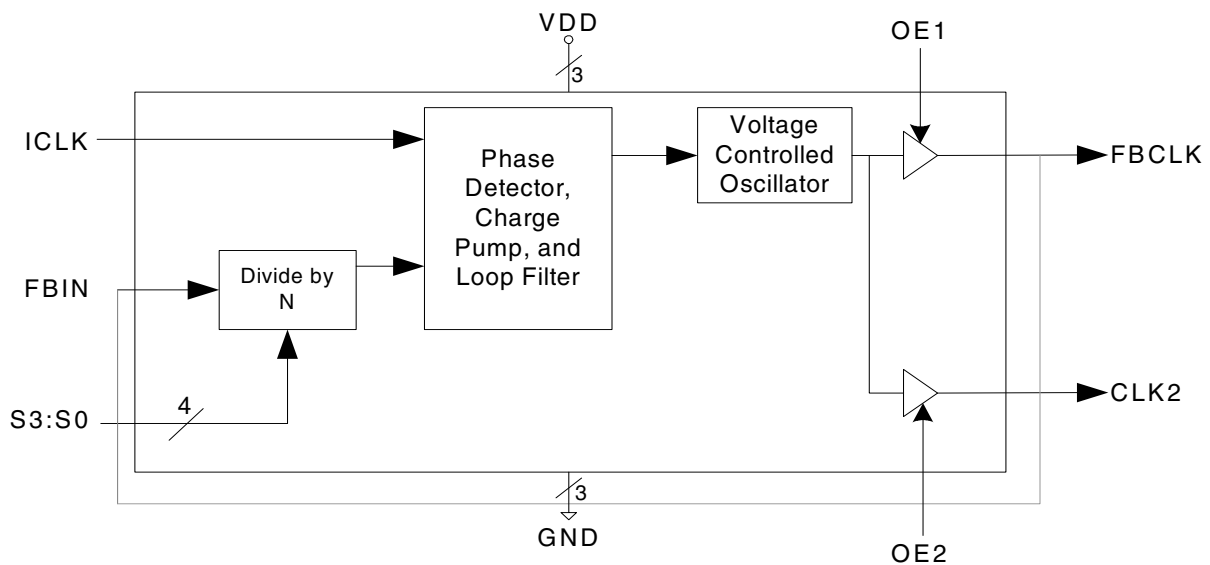 VDD
OE1
3
ICLK
Phase
Detector,
Charge
Pump, and
Loop Filter
Voltage
Controlled
Oscillator
FBCLK
FBIN
Divide by
N
S3:S0
4
CLK2
3
GND
OE2